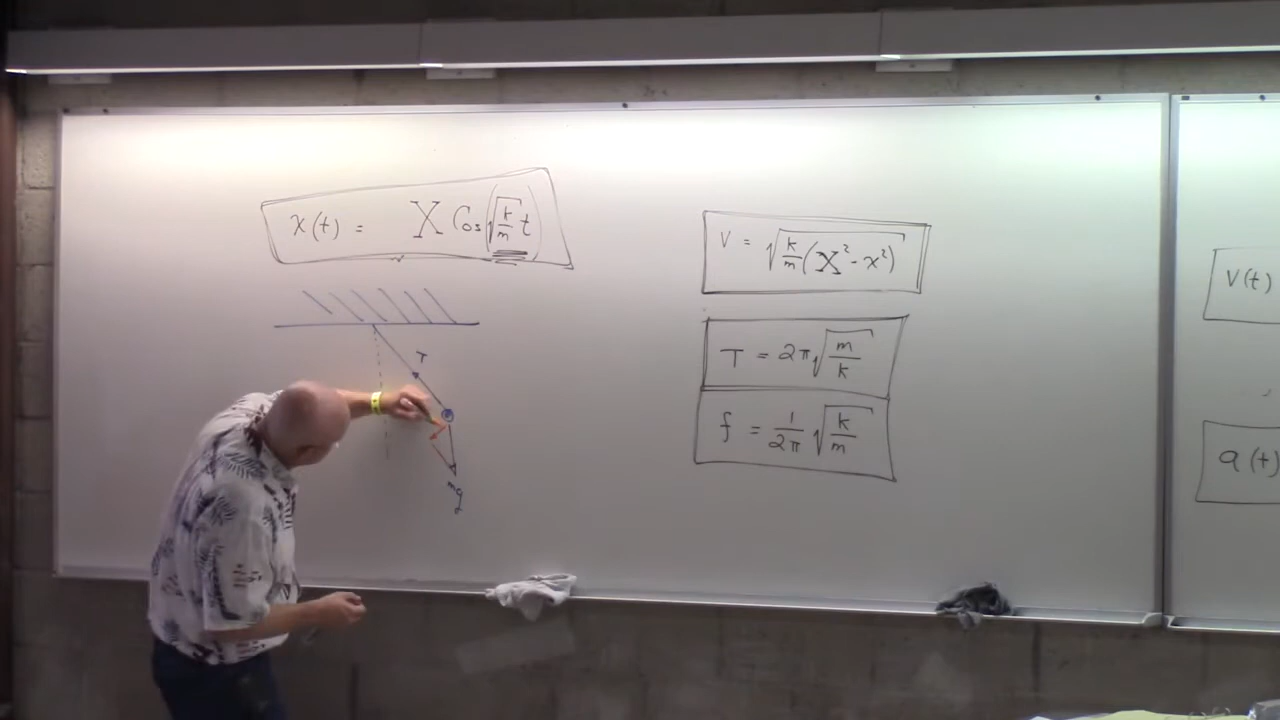 x(t) = X Cos(√(k/m) t)
T
mg
V = √(k/m (X² - x²))
T = 2π √(m/k)
f = 1/2π √(k/m)
V(t)
a(t)